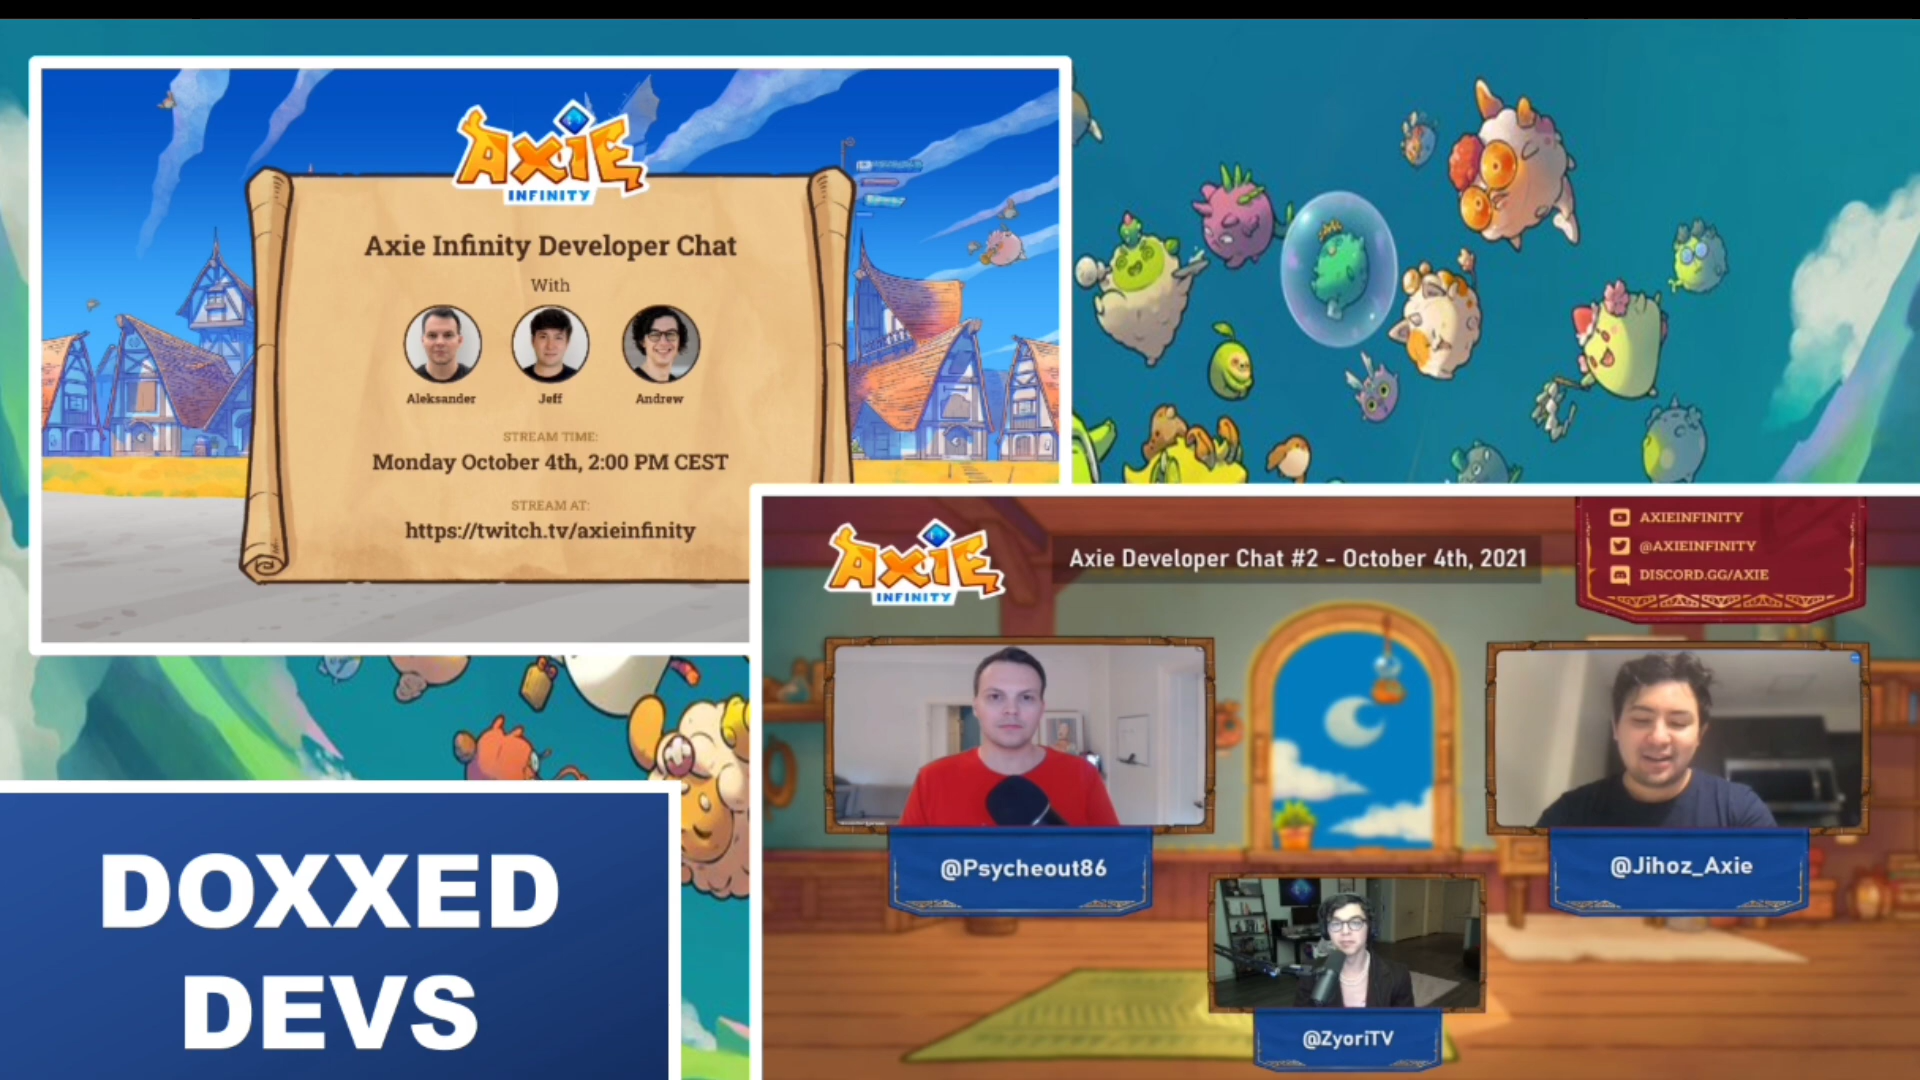 AXIE
INFINITY
Axie Infinity Developer Chat
With
Aleksander
Jeff
Andrew
STREAM TIME:
Monday October 4th, 2:00 PM CEST
STREAM AT:
https://twitch.tv/axieinfinity
AXIE
INFINITY
Axie Developer Chat #2 - October 4th, 2021
AXIEINFINITY
@AXIEINFINITY
DISCORD.GG/AXIE
@Psycheout86
@Jihoz_Axie
@ZyoriTV
DOXXED
DEVS